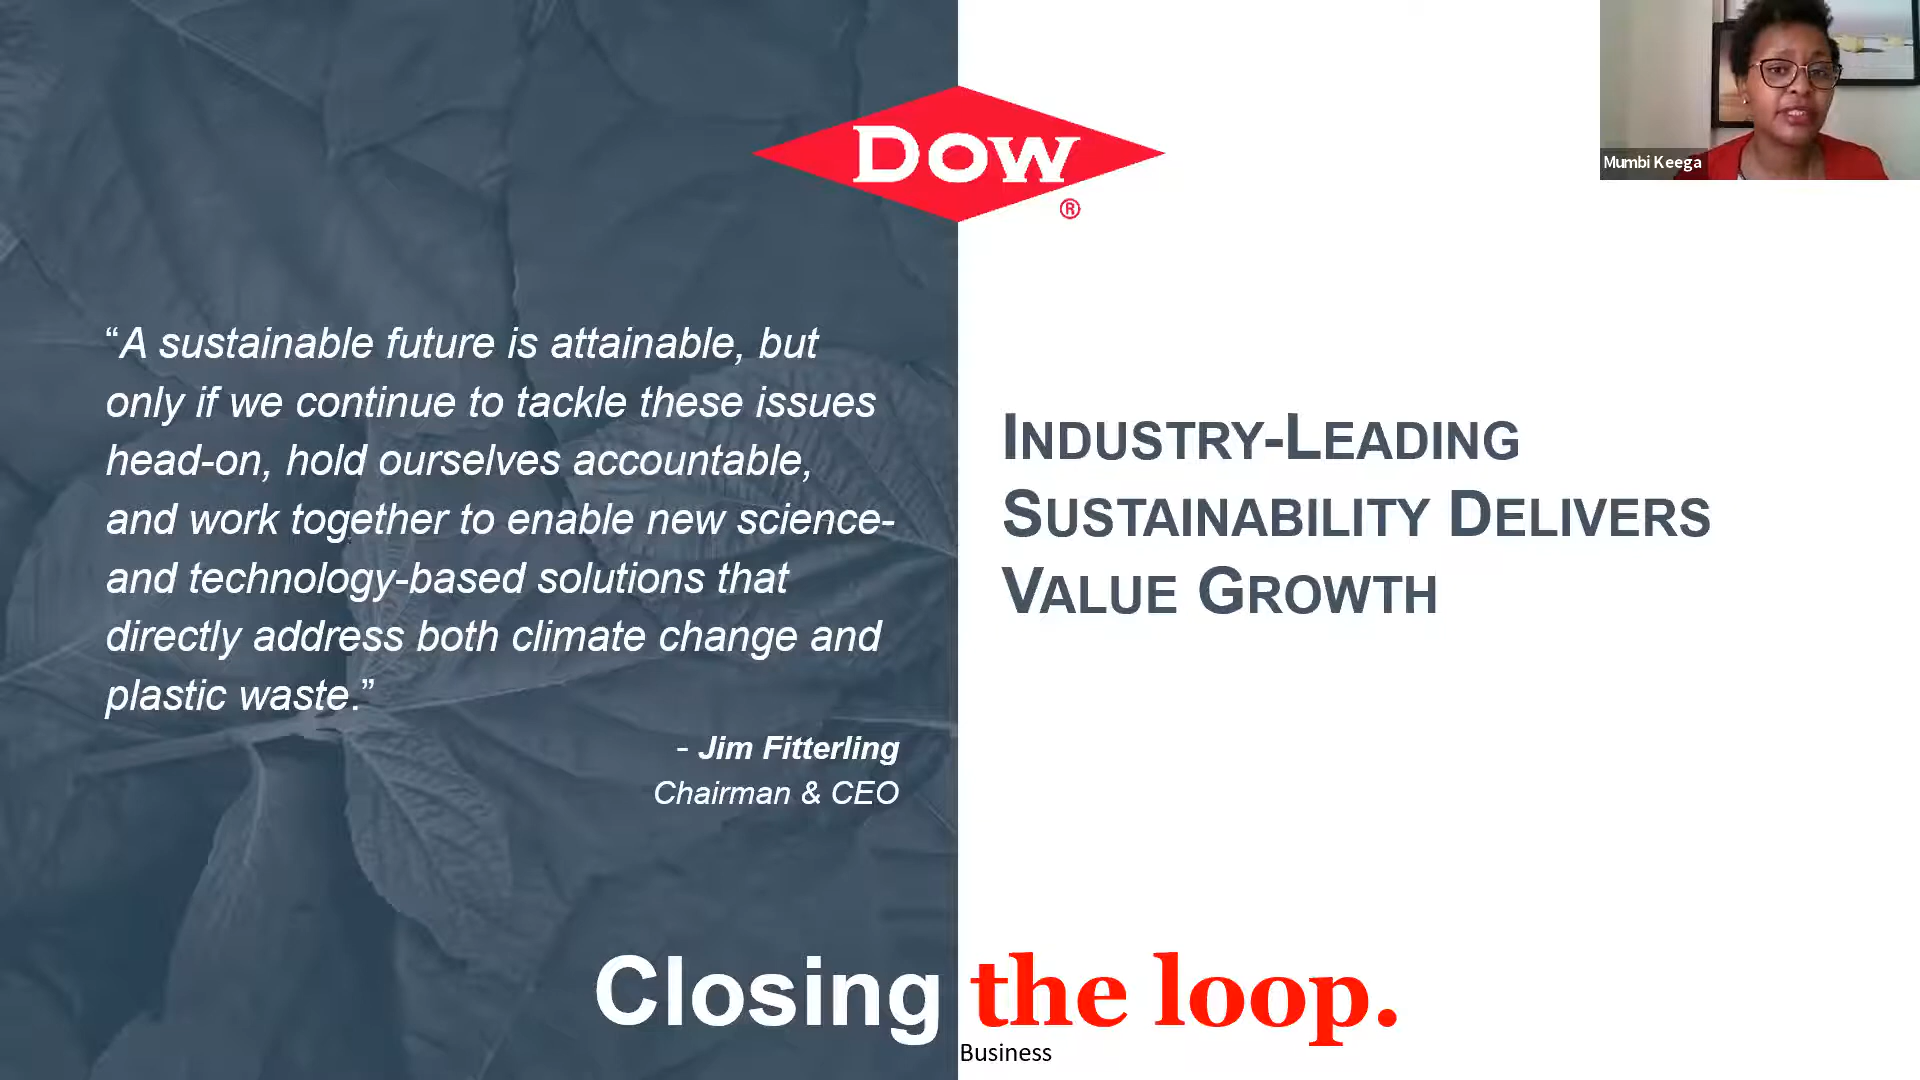 DOW
®
Mumbi Keega
“A sustainable future is attainable, but
only if we continue to tackle these issues
head-on, hold ourselves accountable,
and work together to enable new science-
and technology-based solutions that
directly address both climate change and
plastic waste.”
- Jim Fitterling
Chairman & CEO
INDUSTRY-LEADING
SUSTAINABILITY DELIVERS
VALUE GROWTH
Closing the loop.
Business